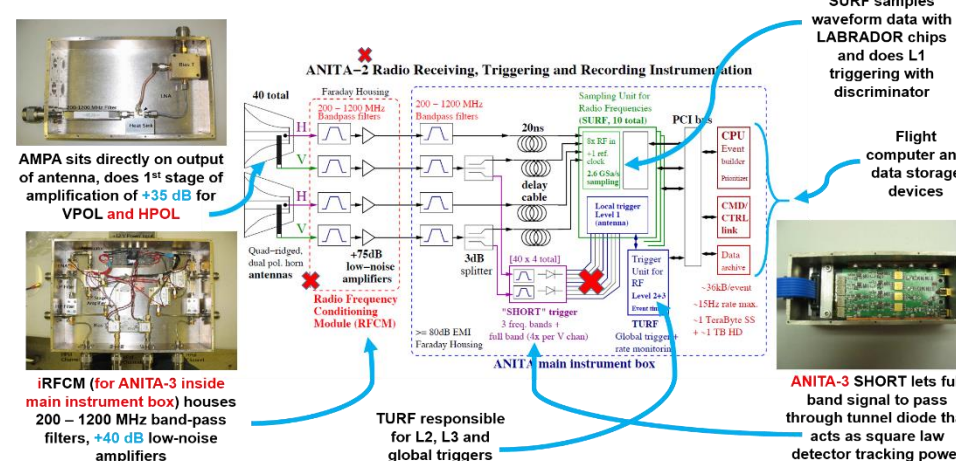 SURF samples
waveform data with
LABRADOR chips
and does L1
triggering with
discriminator
ANITA−2 Radio Receiving, Triggering and Recording Instrumentation
40 total
Faraday Housing
200 − 1200 MHz
Bandpass filters
200 − 1200 MHz
Bandpass filters
Sampling Unit for
Radio Frequencies
(SURF, 10 total)
PCI bus
H
V
H
V
20ns
delay
cable
8x RF in
+1 ref.
clock
2.6 GSa/s
sampling
CPU
Event
builder
Prioritizer
Local trigger
Level 1
(antenna)
CMD/
CTRL
link
Data
archive
Quad−ridged,
dual pol. horn
antennas
+75dB
low−noise
amplifiers
3dB
splitter
[40 x 4 total]
Trigger
Unit for
RF
Level 2+3
~36kB/event
~15Hz rate max.
~1 TeraByte SS
+ ~1 TB HD
Radio Frequency
Conditioning
Module (RFCM)
"SHORT" trigger
3 freq. bands +
full band (4x per V chan)
TURF
Global trigger+
rate monitoring
>= 80dB EMI
Faraday Housing
ANITA main instrument box
200-1200 MHz Filter
LNA
Bias T
Heat Sink
AMPA sits directly on output
of antenna, does 1st stage of
amplification of +35 dB for
VPOL and HPOL
iRFCM (for ANITA-3 inside
main instrument box) houses
200 – 1200 MHz band-pass
filters, +40 dB low-noise
amplifiers
TURF responsible
for L2, L3 and
global triggers
Flight
computer
data storage
devices
ANITA-3 SHORT lets
band signal to pass
through tunnel diode
acts as square law
detector tracking